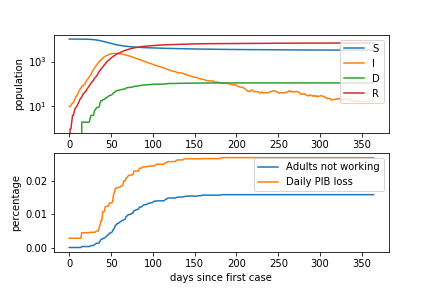 10³
10¹
population
S
I
D
R
0
50
100
150
200
250
300
350
0.02
0.01
0.00
percentage
Adults not working
Daily PIB loss
0
50
100
150
200
250
300
350
days since first case